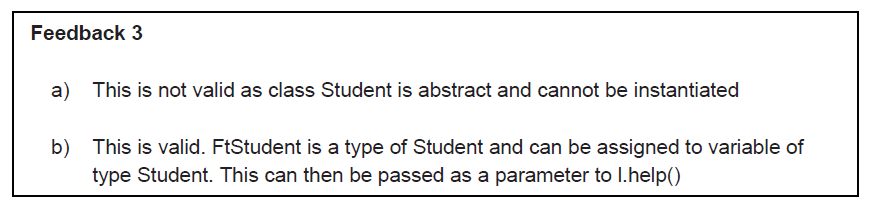 Feedback 3
a) This is not valid as class Student is abstract and cannot be instantiated
b) This is valid. FtStudent is a type of Student and can be assigned to variable of
type Student. This can then be passed as a parameter to l.help()